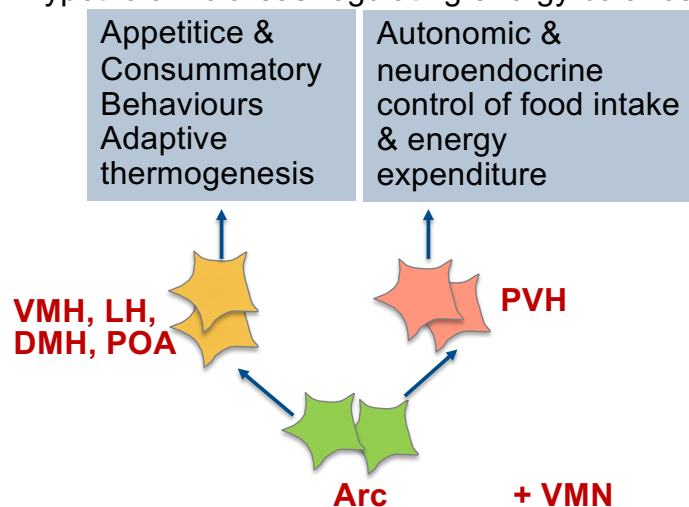 Appetitice &
Consummatory
Behaviours
Adaptive
thermogenesis
Autonomic &
neuroendocrine
control of food intake
& energy
expenditure
VMH, LH,
DMH, POA
PVH
Arc
+ VMN